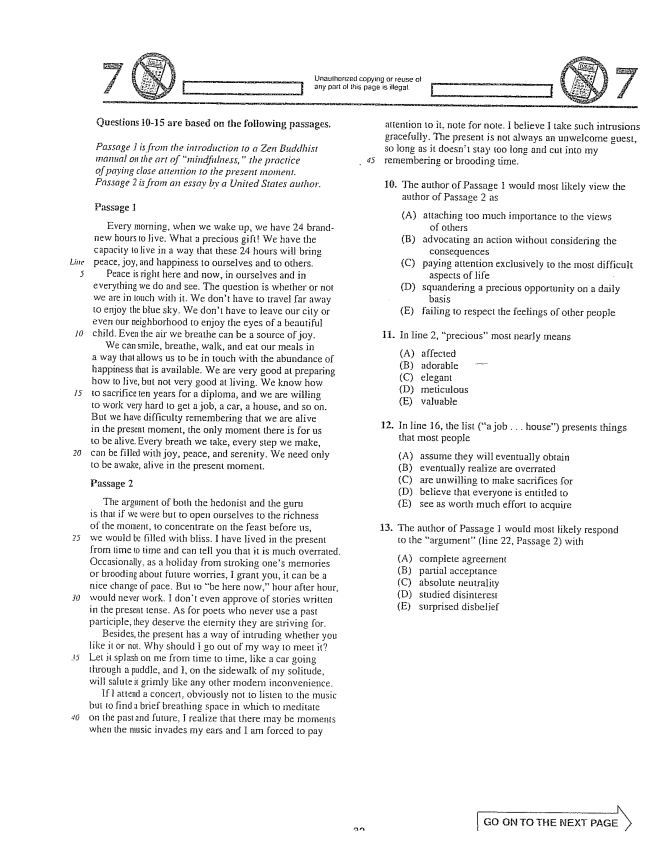 7
Unauthorized copying or reuse of
any part of this page is illegal.
7
Questions 10-15 are based on the following passages.
Passage 1 is from the introduction to a Zen Buddhist
manual on the art of "mindfulness," the practice
of paying close attention to the present moment.
Passage 2 is from an essay by a United States author.
Passage 1
Every morning, when we wake up, we have 24 brand-
new hours to live. What a precious gift! We have the
capacity to live in a way that these 24 hours will bring
Line peace, joy, and happiness to ourselves and to others.
5 Peace is right here and now, in ourselves and in
everything we do and see. The question is whether or not
we are in touch with it. We don't have to travel far away
to enjoy the blue sky. We don't have to leave our city or
even our neighborhood to enjoy the eyes of a beautiful
10 child. Even the air we breathe can be a source of joy.
We can smile, breathe, walk, and eat our meals in
a way that allows us to be in touch with the abundance of
happiness that is available. We are very good at preparing
how to live, but not very good at living. We know how
15 to sacrifice ten years for a diploma, and we are willing
to work very hard to get a job, a car, a house, and so on.
But we have difficulty remembering that we are alive
in the present moment, the only moment there is for us
to be alive. Every breath we take, every step we make,
20 can be filled with joy, peace, and serenity. We need only
to be awake, alive in the present moment.
Passage 2
The argument of both the hedonist and the guru
is that if we were but to open ourselves to the richness
of the moment, to concentrate on the feast before us,
25 we would be filled with bliss. I have lived in the present
from time to time and can tell you that it is much overrated.
Occasionally, as a holiday from stroking one's memories
or brooding about future worries, I grant you, it can be a
nice change of pace. But to "be here now," hour after hour,
30 would never work. I don't even approve of stories written
in the present tense. As for poets who never use a past
participle, they deserve the eternity they are striving for.
Besides, the present has a way of intruding whether you
like it or not. Why should I go out of my way to meet it?
35 Let it splash on me from time to time, like a car going
through a puddle, and I, on the sidewalk of my solitude,
will salute it grimly like any other modern inconvenience.
If I attend a concert, obviously not to listen to the music
but to find a brief breathing space in which to meditate
40 on the past and future, I realize that there may be moments
when the music invades my ears and I am forced to pay
attention to it, note for note. I believe I take such intrusions
gracefully. The present is not always an unwelcome guest,
so long as it doesn't stay too long and cut into my
45 remembering or brooding time.
10. The author of Passage 1 would most likely view the
author of Passage 2 as
(A) attaching too much importance to the views
of others
(B) advocating an action without considering the
consequences
(C) paying attention exclusively to the most difficult
aspects of life
(D) squandering a precious opportunity on a daily
basis
(E) failing to respect the feelings of other people
11. In line 2, "precious" most nearly means
(A) affected
(B) adorable
(C) elegant
(D) meticulous
(E) valuable
12. In line 16, the list ("a job . . . house") presents things
that most people
(A) assume they will eventually obtain
(B) eventually realize are overrated
(C) are unwilling to make sacrifices for
(D) believe that everyone is entitled to
(E) see as worth much effort to acquire
13. The author of Passage 1 would most likely respond
to the "argument" (line 22, Passage 2) with
(A) complete agreement
(B) partial acceptance
(C) absolute neutrality
(D) studied disinterest
(E) surprised disbelief
GO ON TO THE NEXT PAGE